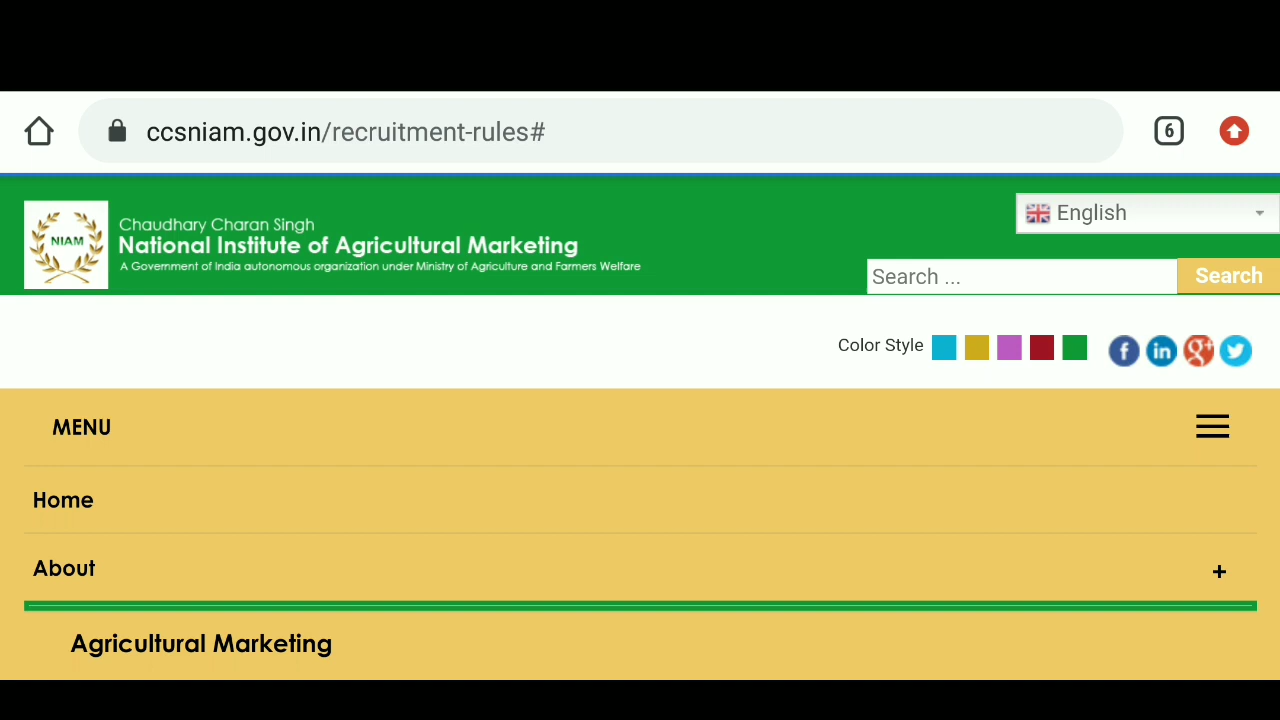 ccsniam.gov.in/recruitment-rules#
6
NIAM
Chaudhary Charan Singh
National Institute of Agricultural Marketing
A Government of India autonomous organization under Ministry of Agriculture and Farmers Welfare
English
Search ...
Search
Color Style
f
in
g+
MENU
Home
About
+
Agricultural Marketing